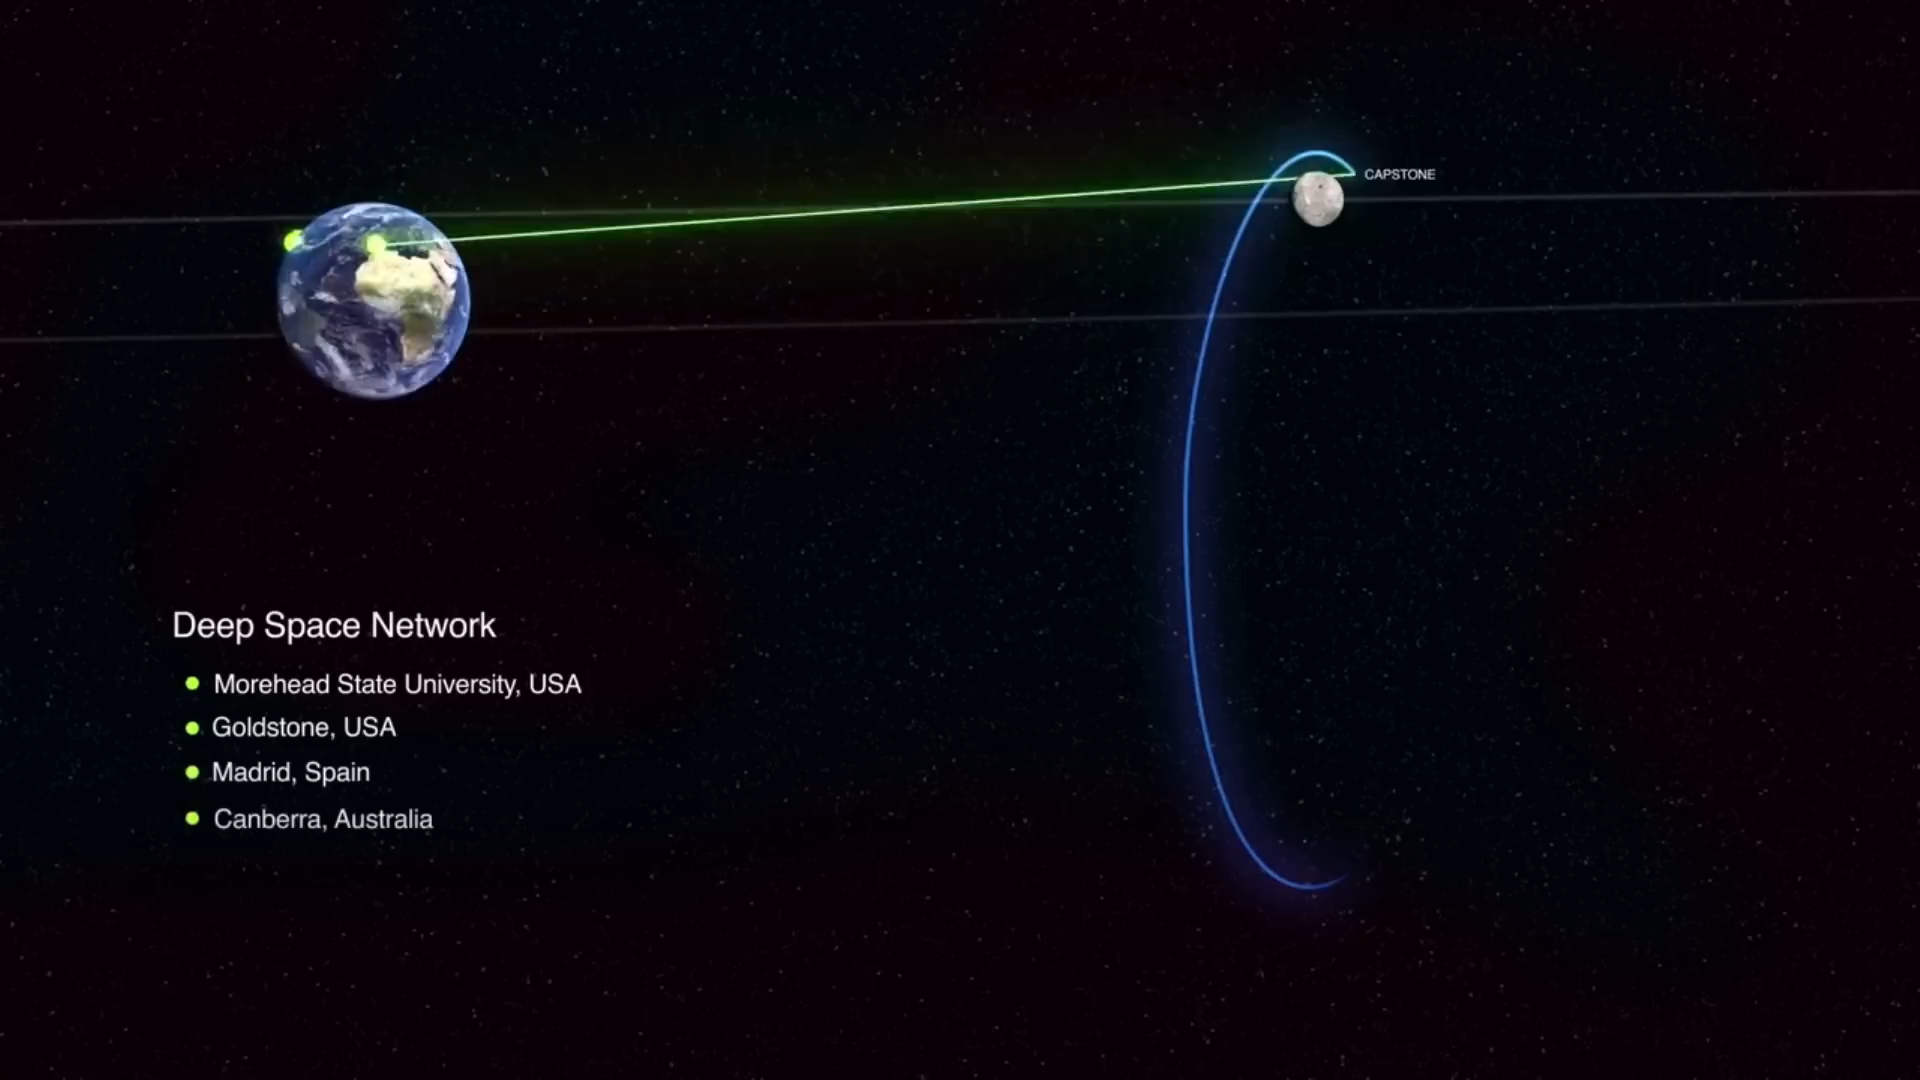 CAPSTONE
Deep Space Network
Morehead State University, USA
Goldstone, USA
Madrid, Spain
Canberra, Australia